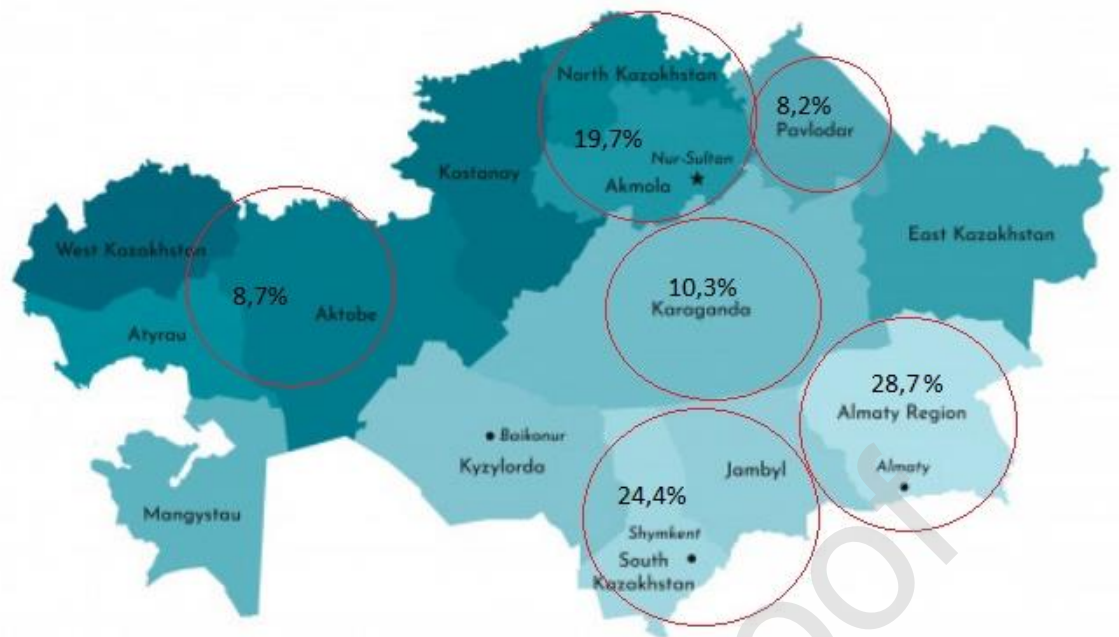 North Kazakhstan
8,2%
Pavlodar
19,7%
Nur-Sultan
Kostanay
Akmola
West Kazakhstan
East Kazakhstan
8,7%
10,3%
Aktobe
Karaganda
Atyrau
28,7%
Almaty Region
Baikonur
Kyzylorda
Jambyl
Almaty
24,4%
Mangystau
Shymkent
South
Kazakhstan
oof